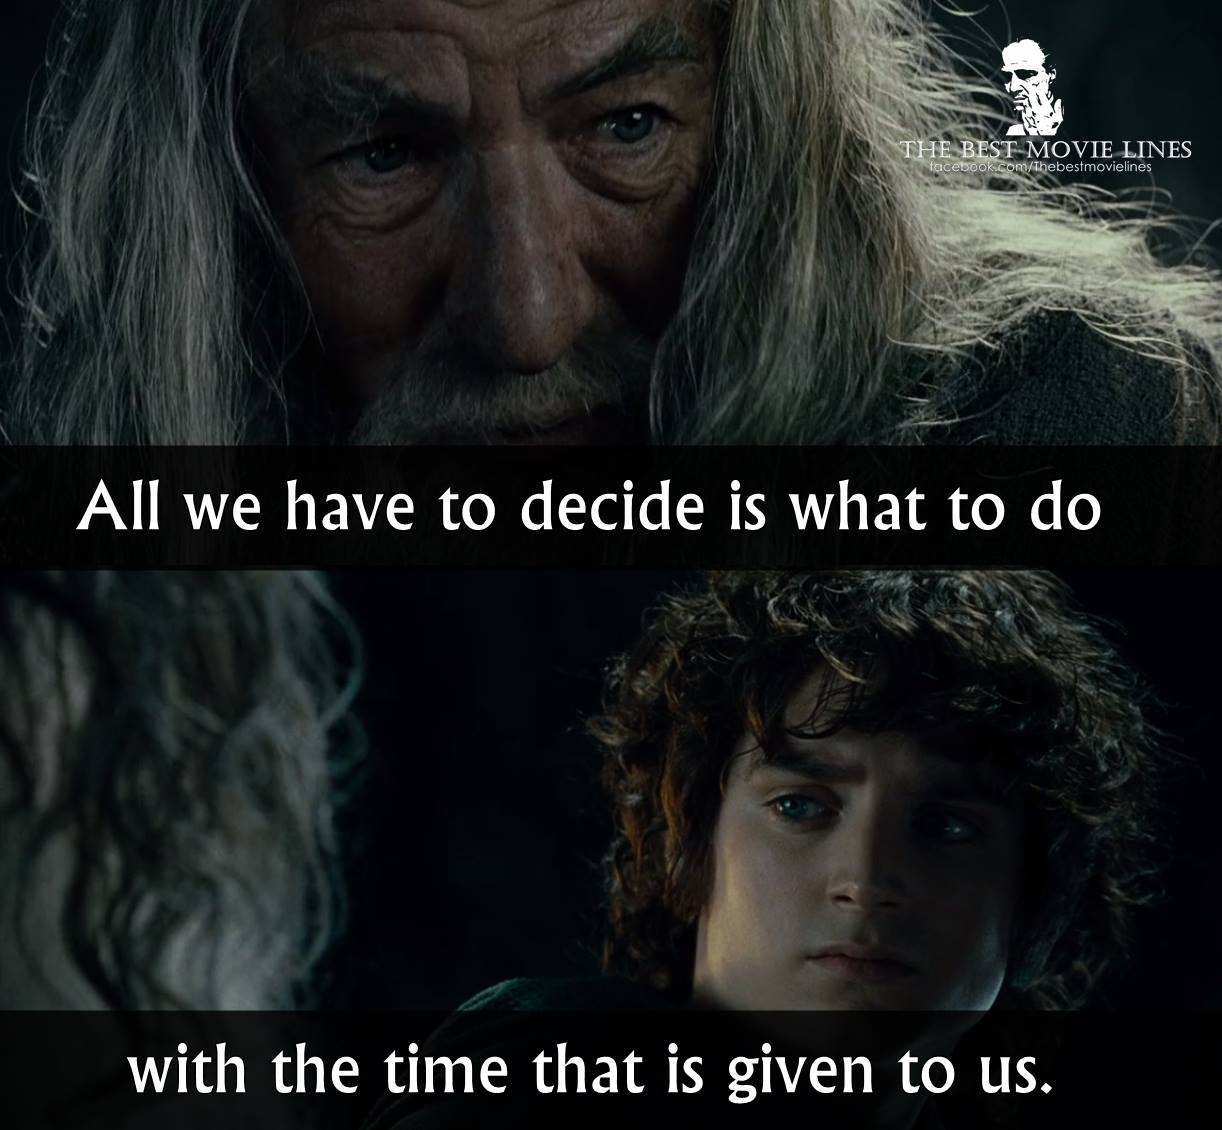 THE BEST MOVIE LINES
facebook.com/Thebestmovielines
All we have to decide is what to do
with the time that is given to us.